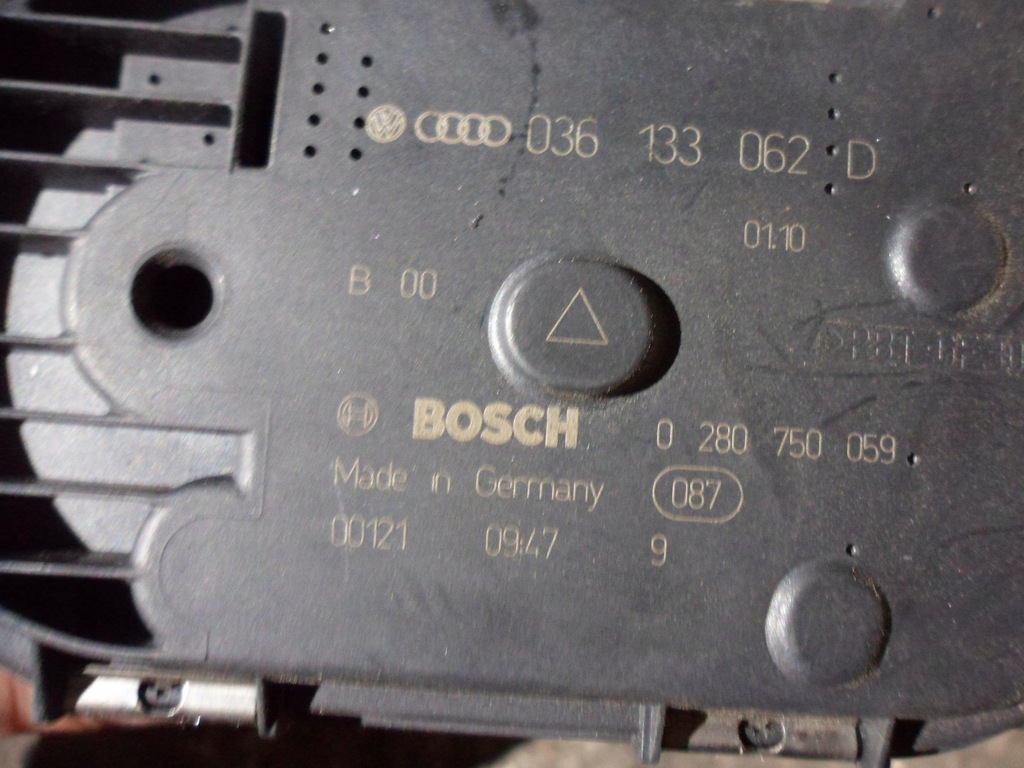 036 133 062 D
01.10
B 00
BOSCH 0 280 750 059
Made in Germany 087
00121 09:47 9